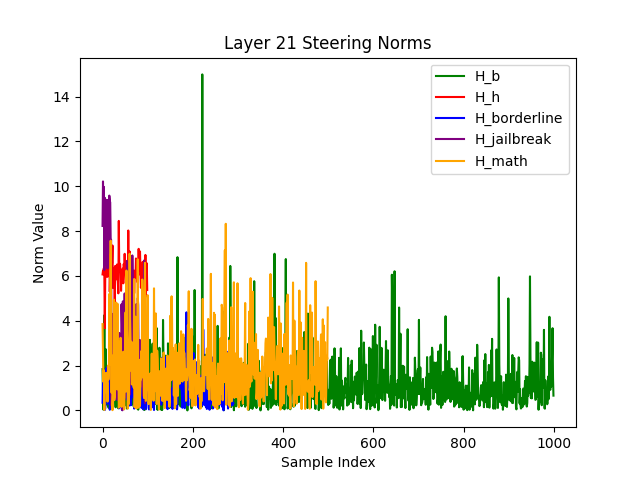 Layer 21 Steering Norms
Norm Value
14
12
10
8
6
4
2
0
H_b
H_h
H_borderline
H_jailbreak
H_math
0 200 400 600 800 1000
Sample Index